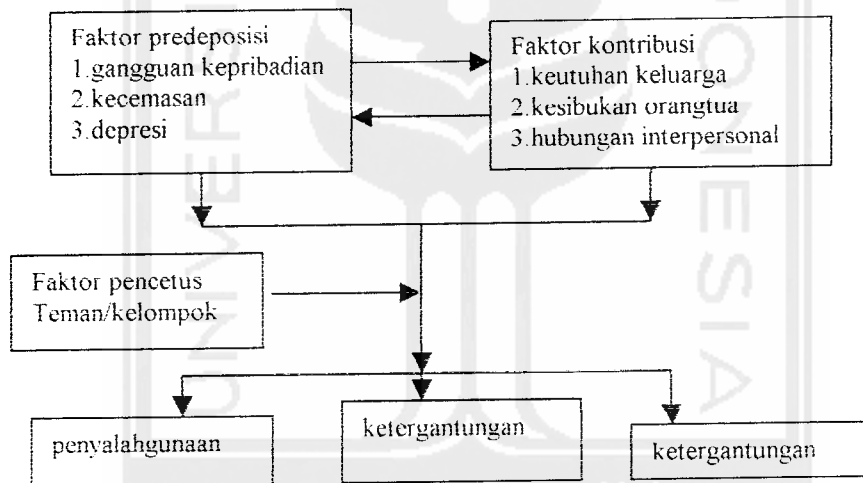 Faktor predeposisi
1.gangguan kepribadian
2.kecemasan
3.depresi
Faktor kontribusi
1.keutuhan keluarga
2.kesibukan orangtua
3.hubungan interpersonal
Faktor pencetus
Teman/kelompok
penyalahgunaan
ketergantungan
ketergantungan